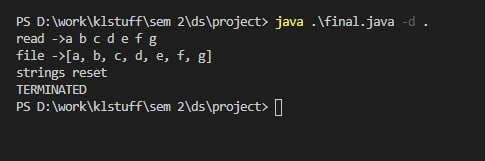 PS D:\work\klstuff\sem 2\ds\project> java .\final.java -d .
read ->a b c d e f g
file ->[a, b, c, d, e, f, g]
strings reset
TERMINATED
PS D:\work\klstuff\sem 2\ds\project>